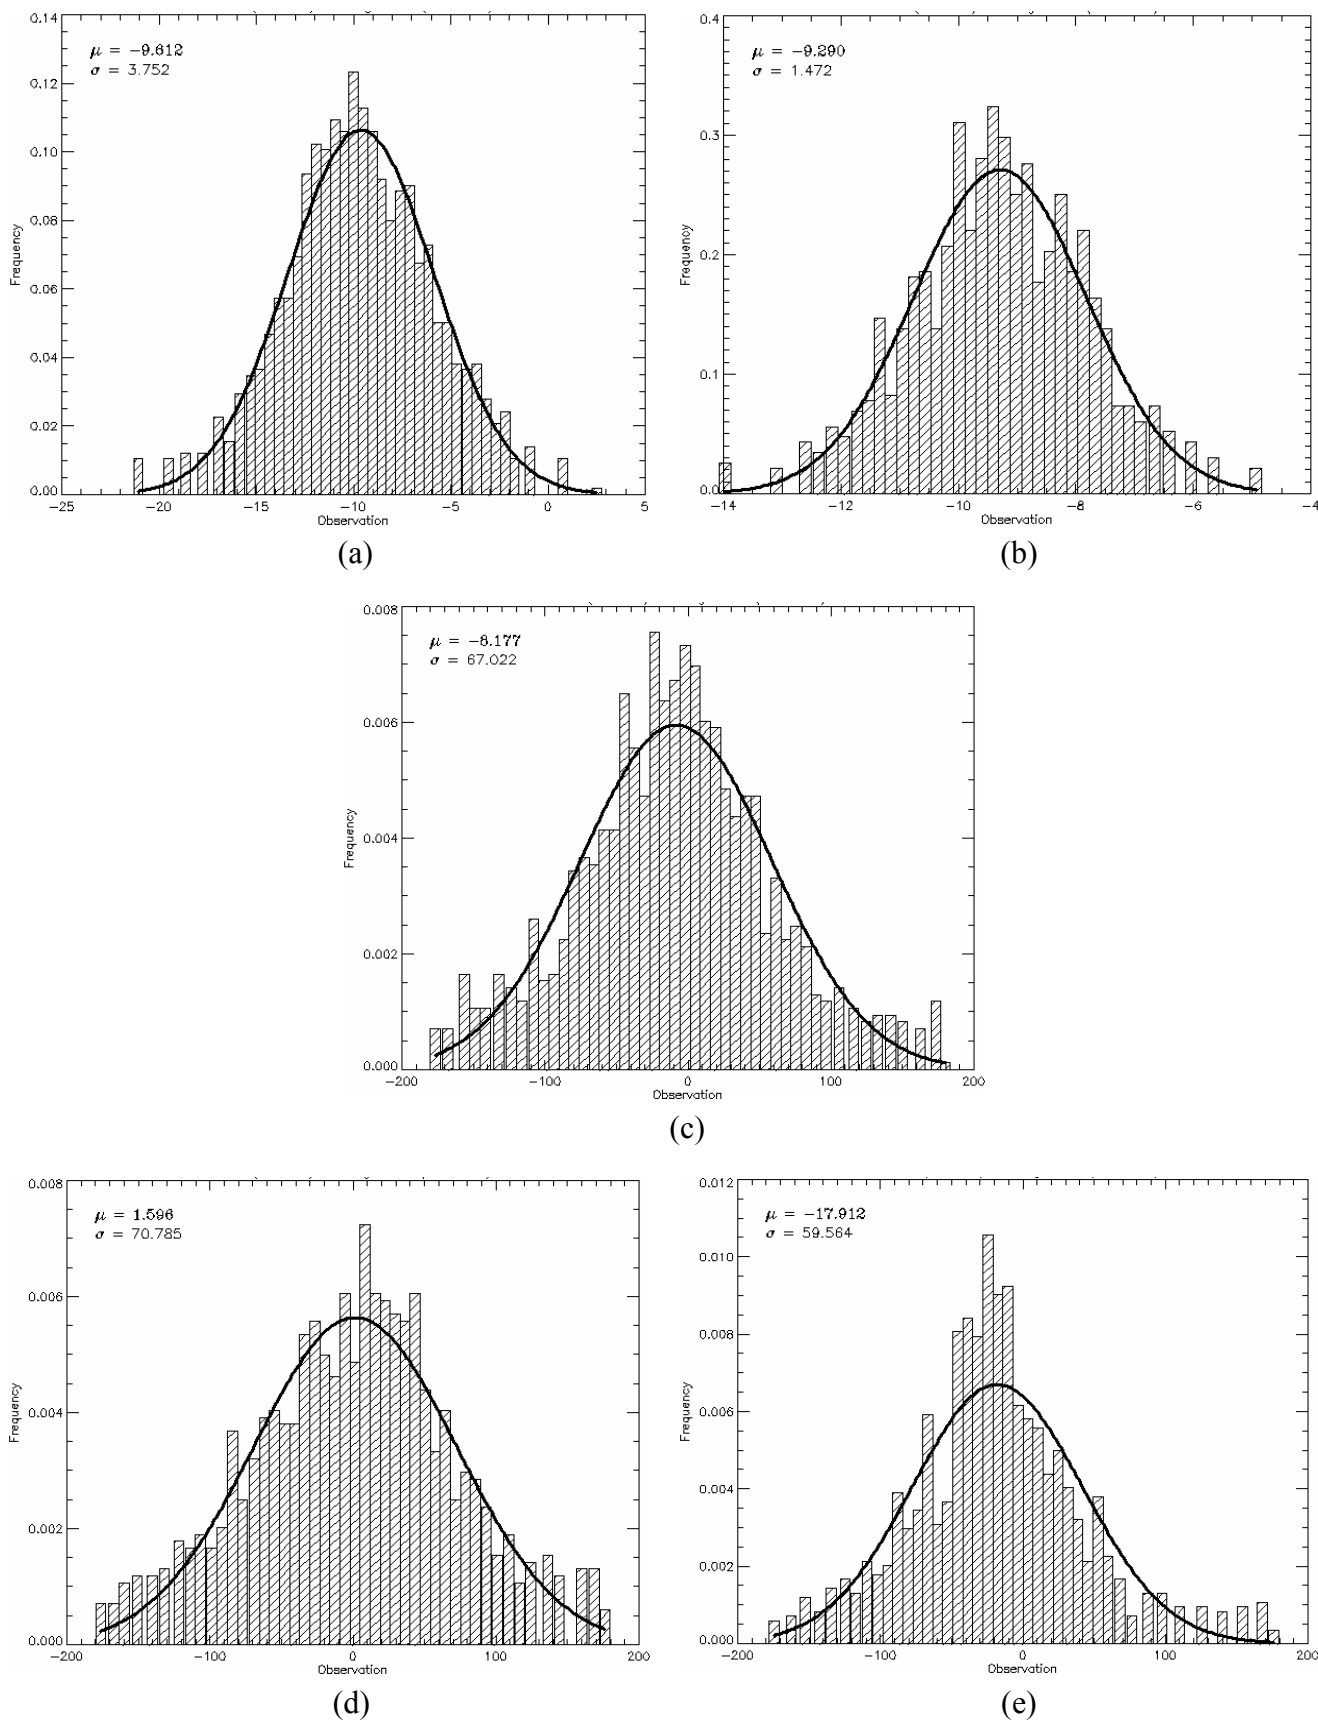 0.14
μ = −9.612
σ = 3.752
0.12
0.10
0.08
Frequency
0.06
0.04
0.02
0.00
−25 −20 −15 −10 −5 0 5
Observation
(a)
0.4
μ = −9.290
σ = 1.472
0.3
Frequency
0.2
0.1
0.0
−14 −12 −10 −8 −6 −4
Observation
(b)
0.008
μ = −8.177
σ = 67.022
0.006
Frequency
0.004
0.002
0.000
−200 −100 0 100 200
Observation
(c)
0.008
μ = 1.596
σ = 70.785
0.006
Frequency
0.004
0.002
0.000
−200 −100 0 100 200
Observation
(d)
0.012
μ = −17.912
σ = 59.564
0.010
0.008
Frequency
0.006
0.004
0.002
0.000
−200 −100 0 100 200
Observation
(e)